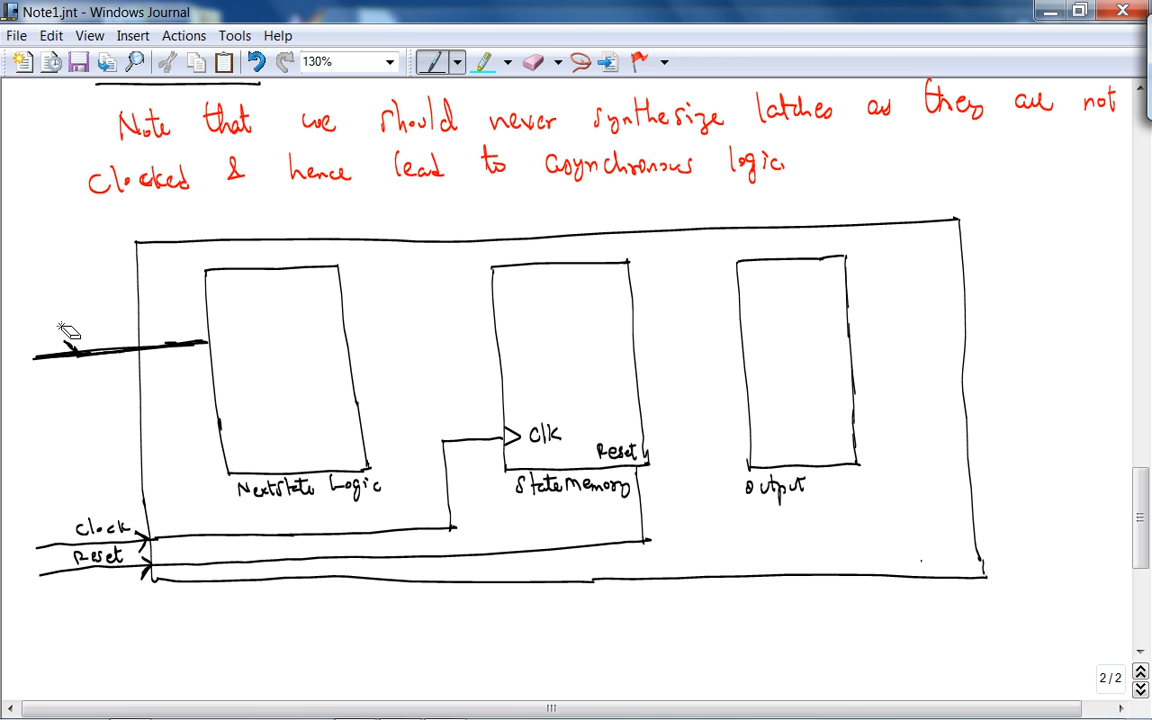 Note1.jnt - Windows Journal
File Edit View Insert Actions Tools Help
130%
Note that we should never synthesize latches as they are not
Clocked & hence lead to asynchronous logic
Clk
Reset
NextState Logic
StateMemory
Output
Clock
Reset
2 / 2